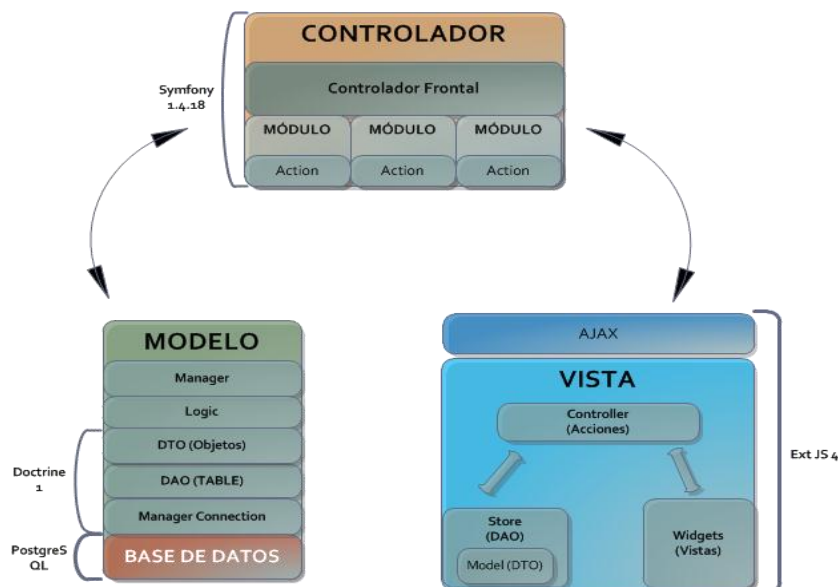 CONTROLADOR
Symfony
1.4.18
Controlador Frontal
MÓDULO
MÓDULO
MÓDULO
Action
Action
Action
MODELO
Manager
Logic
Doctrine
1
DTO (Objetos)
DAO (TABLE)
Manager Connection
PostgreS
QL
BASE DE DATOS
AJAX
VISTA
Controller
(Acciones)
Ext JS 4
Store
(DAO)
Model (DTO)
Widgets
(Vistas)